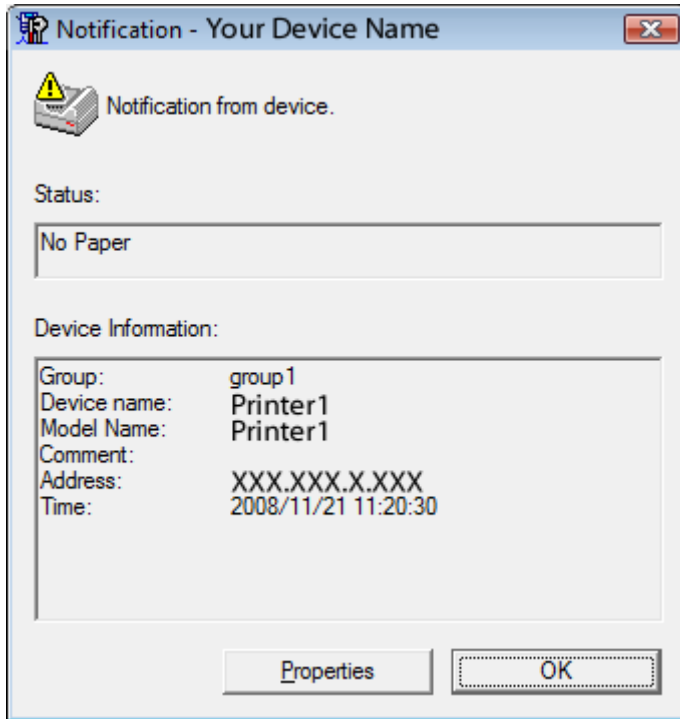 Notification - Your Device Name
Notification from device.
Status:
No Paper
Device Information:
Group: group1
Device name: Printer1
Model Name: Printer1
Comment:
Address: XXX.XXX.X.XXX
Time: 2008/11/21 11:20:30
Properties OK